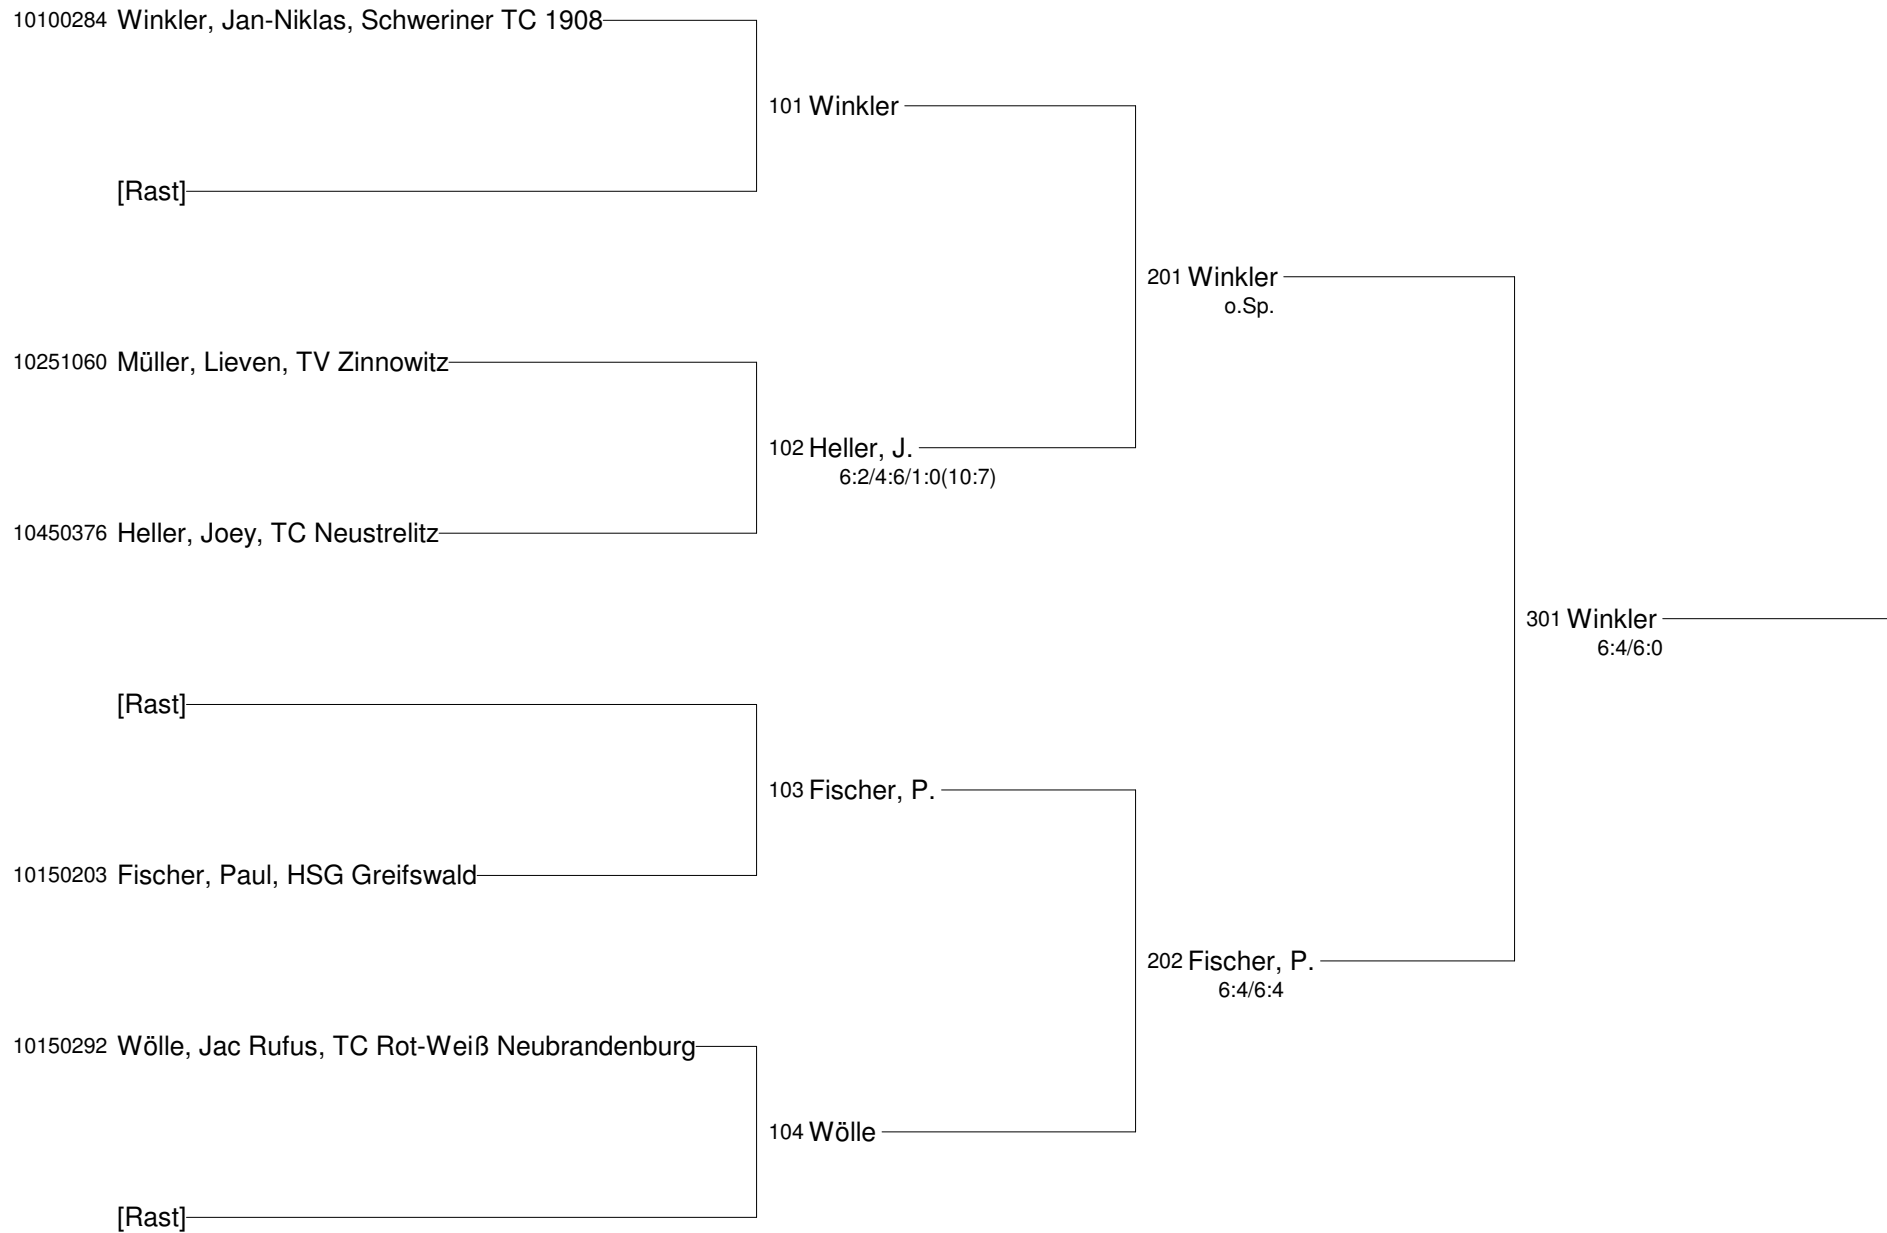 10100284 Winkler, Jan-Niklas, Schweriner TC 1908
101 Winkler
[Rast]
201 Winkler
o.Sp.
10251060 Müller, Lieven, TV Zinnowitz
102 Heller, J.
6:2/4:6/1:0(10:7)
10450376 Heller, Joey, TC Neustrelitz
301 Winkler
6:4/6:0
[Rast]
103 Fischer, P.
10150203 Fischer, Paul, HSG Greifswald
202 Fischer, P.
6:4/6:4
10150292 Wölle, Jac Rufus, TC Rot-Weiß Neubrandenburg
104 Wölle
[Rast]